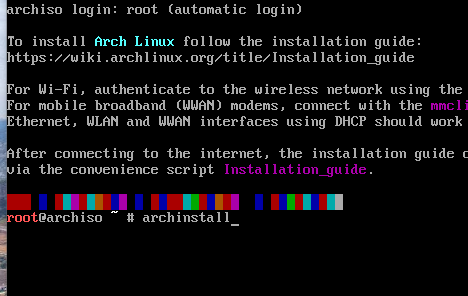 archiso login: root (automatic login)
To install Arch Linux follow the installation guide:
https://wiki.archlinux.org/title/Installation_guide
For Wi-Fi, authenticate to the wireless network using the
For mobile broadband (WWAN) modems, connect with the mmcli
Ethernet, WLAN and WWAN interfaces using DHCP should work
After connecting to the internet, the installation guide
via the convenience script Installation_guide.
root@archiso ~ # archinstall_